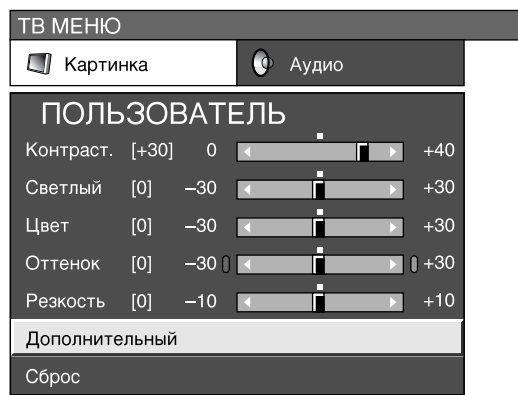 ТВ МЕНЮ
Картинка Аудио
ПОЛЬЗОВАТЕЛЬ
Контраст. [+30] 0 +40
Светлый [0] –30 +30
Цвет [0] –30 +30
Оттенок [0] –30 +30
Резкость [0] –10 +10
Дополнительный
Сброс